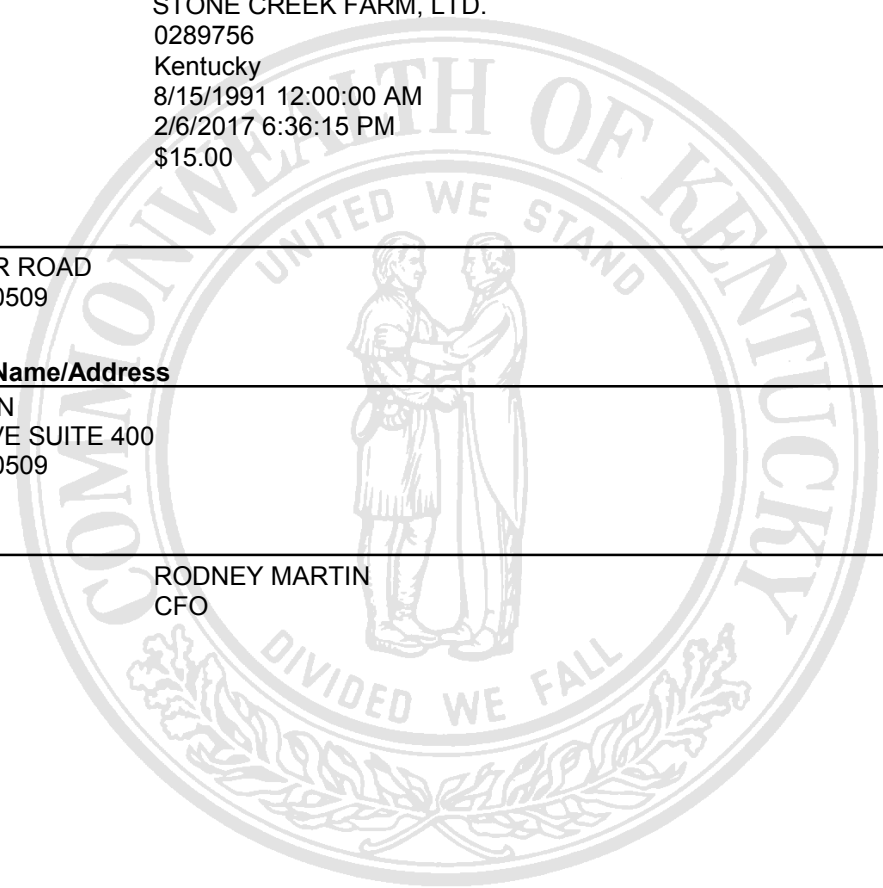 STONE CREEK FARM, LTD.
0289756
Kentucky
8/15/1991 12:00:00 AM
2/6/2017 6:36:15 PM
$15.00
R ROAD
0509
Name/Address
N
VE SUITE 400
0509
RODNEY MARTIN
CFO
COMMONWEALTH OF KENTUCKY
UNITED WE STAND
DIVIDED WE FALL